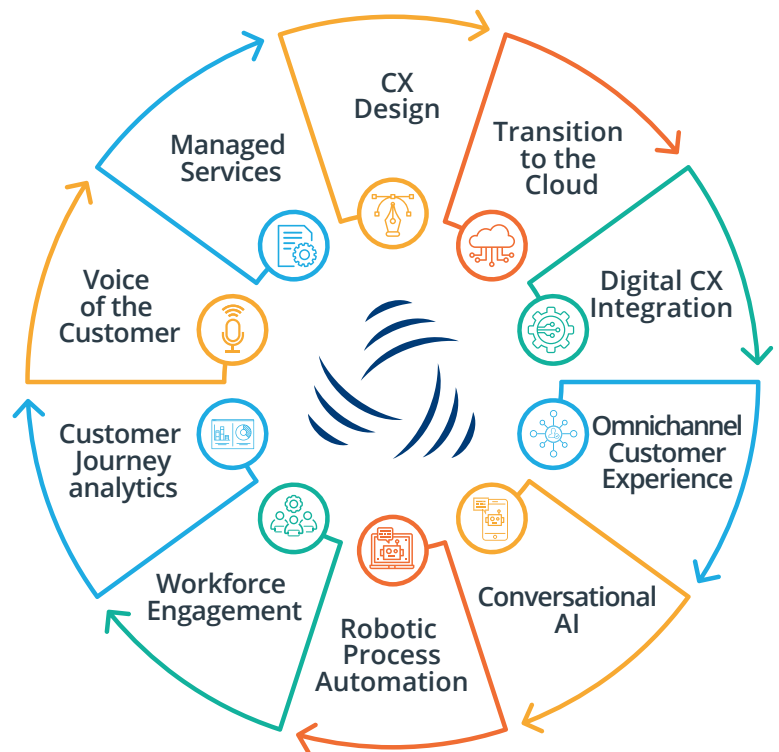 CX
Design
Transition
to the
Cloud
Digital CX
Integration
Omnichannel
Customer
Experience
Conversational
AI
Robotic
Process
Automation
Workforce
Engagement
Customer
Journey
analytics
Voice
of the
Customer
Managed
Services